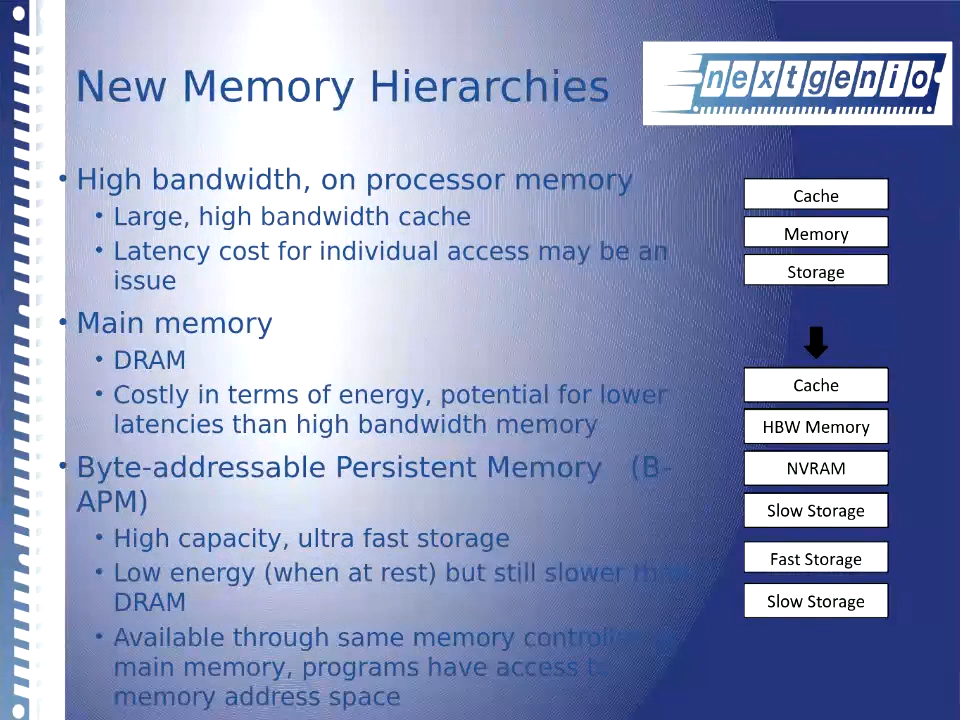 nextgenio
New Memory Hierarchies
• High bandwidth, on processor memory
• Large, high bandwidth cache
• Latency cost for individual access may be an
issue
• Main memory
• DRAM
• Costly in terms of energy, potential for lower
latencies than high bandwidth memory
• Byte-addressable Persistent Memory (B-
APM)
• High capacity, ultra fast storage
• Low energy (when at rest) but still slower than
DRAM
• Available through same memory controller
main memory, programs have access to
memory address space
Cache
Memory
Storage
Cache
HBW Memory
NVRAM
Slow Storage
Fast Storage
Slow Storage